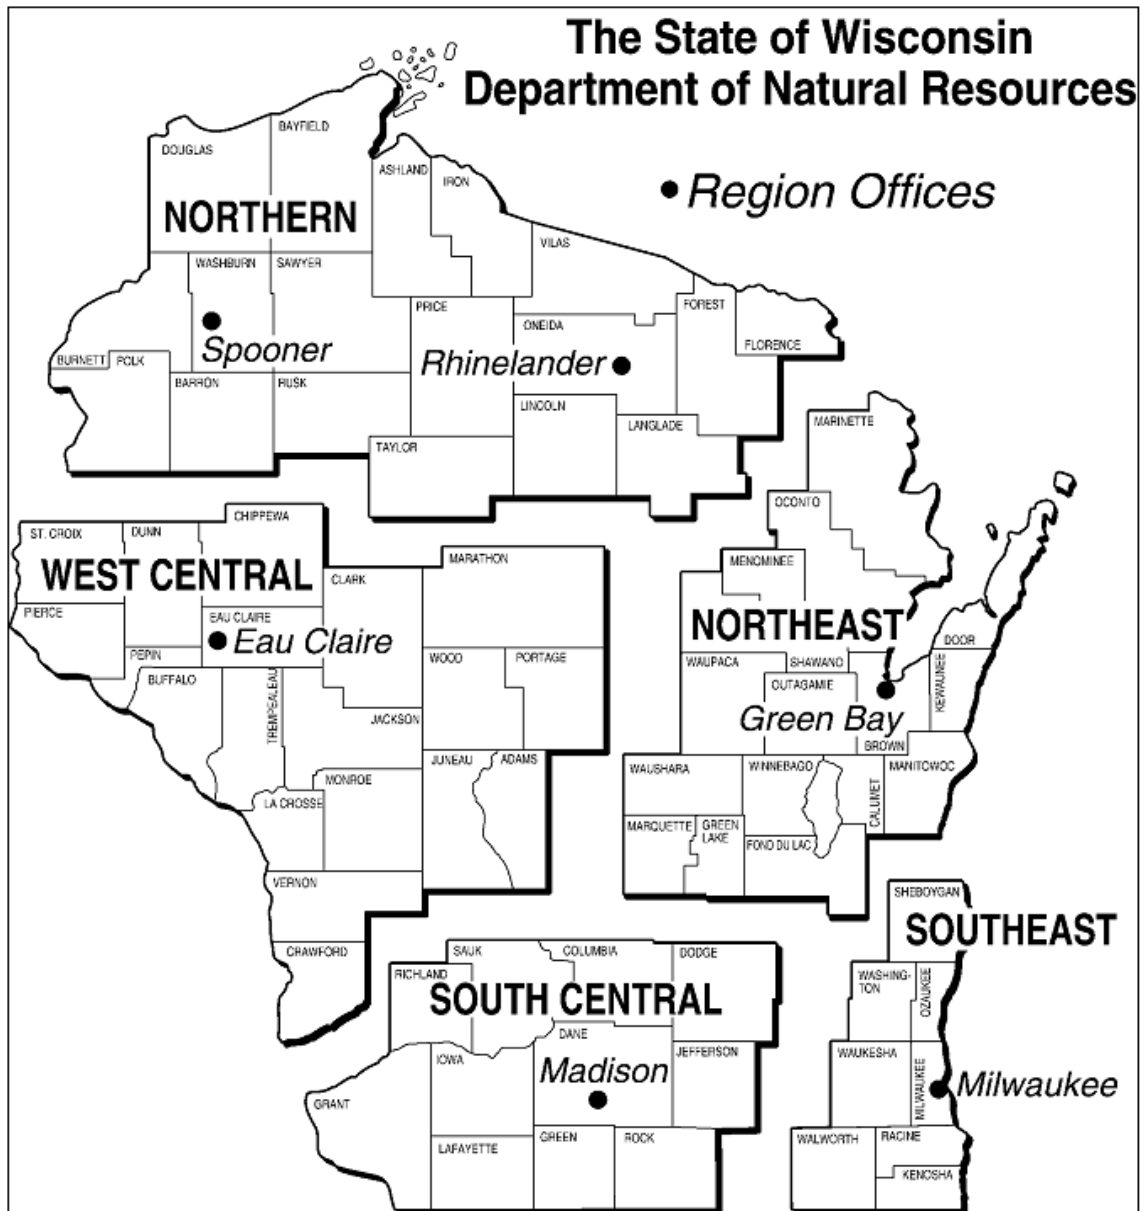 The State of Wisconsin
Department of Natural Resources
Region Offices
BAYFIELD
DOUGLAS
ASHLAND
IRON
NORTHERN
VILAS
WASHBURN
SAWYER
PRICE
FOREST
ONEIDA
FLORENCE
Spooner
Rhinelander
BURNETT
POLK
BARRON
RUSK
LINCOLN
LANGLADE
TAYLOR
MARINETTE
OCONTO
CHIPPEWA
ST. CROIX
DUNN
WEST CENTRAL
MARATHON
CLARK
MENOMINEE
PIERCE
EAU CLAIRE
Eau Claire
NORTHEAST
DOOR
PEPIN
WOOD
PORTAGE
WAUPACA
SHAWANO
BUFFALO
TREMPEALEAU
OUTAGAMIE
KEWAUNEE
Green Bay
JACKSON
BROWN
JUNEAU
ADAMS
WAUSHARA
WINNEBAGO
MANITOWOC
MONROE
CALUMET
LA CROSSE
MARQUETTE
GREEN
LAKE
FOND DU LAC
VERNON
SHEBOYGAN
SOUTHEAST
CRAWFORD
SAUK
COLUMBIA
DODGE
RICHLAND
SOUTH CENTRAL
WASHING-
TON
OZAUKEE
DANE
IOWA
JEFFERSON
WAUKESHA
Madison
MILWAUKEE
Milwaukee
GRANT
GREEN
ROCK
LAFAYETTE
WALWORTH
RACINE
KENOSHA